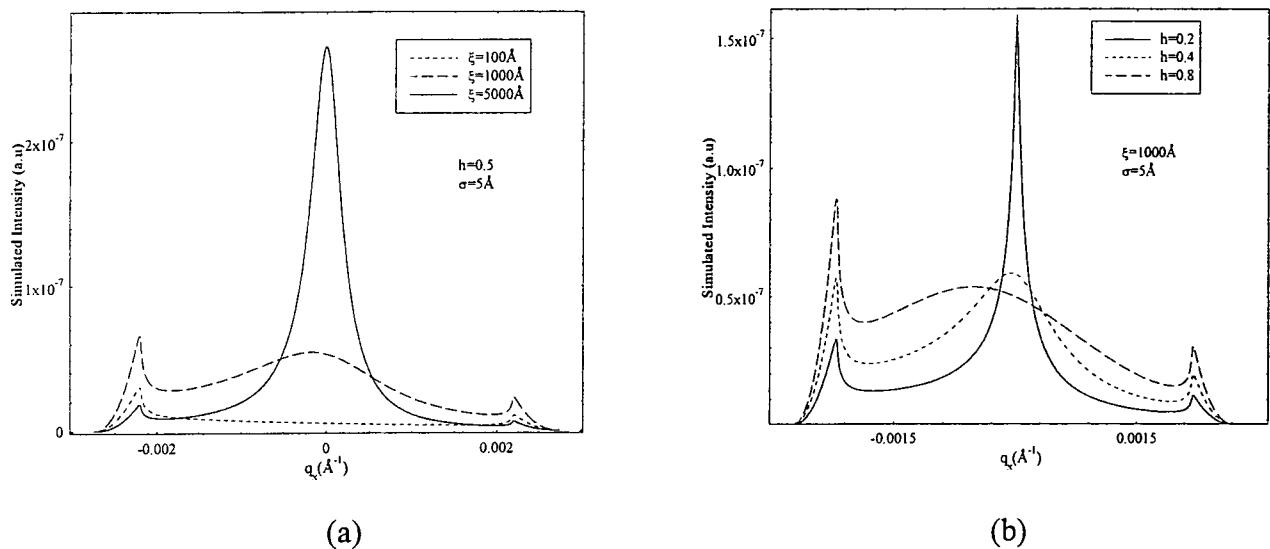 ξ=100Å
ξ=1000Å
ξ=5000Å
h=0.5
σ=5Å
Simulated Intensity (a.u)
2x10⁻⁷
1x10⁻⁷
0
-0.002
0
0.002
qₓ(Å⁻¹)
(a)
h=0.2
h=0.4
h=0.8
ξ=1000Å
σ=5Å
Simulated Intensity (a.u)
1.5x10⁻⁷
1.0x10⁻⁷
0.5x10⁻⁷
-0.0015
0.0015
qₓ(Å⁻¹)
(b)